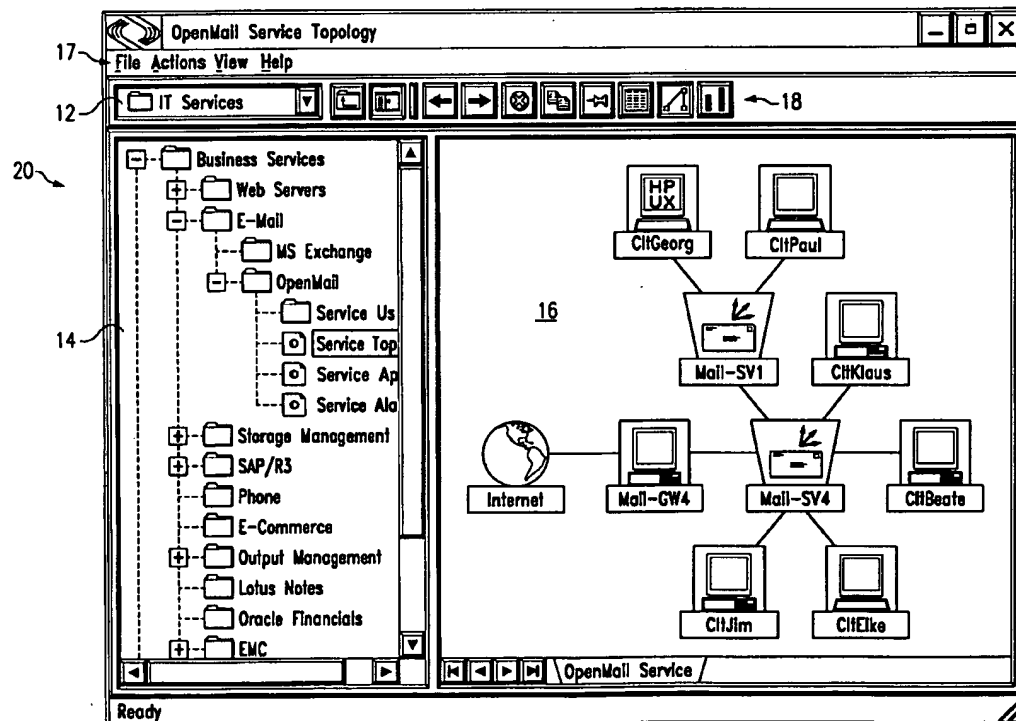 OpenMail Service Topology
17
File Actions View Help
12
IT Services
18
20
Business Services
Web Servers
E-Mail
MS Exchange
OpenMail
Service Us
Service Top
Service Ap
Service Ala
14
Storage Management
SAP/R3
Phone
E-Commerce
Output Management
Lotus Notes
Oracle Financials
EMC
16
HP
UX
CltGeorg
CltPaul
Mail-SV1
CltKlaus
Internet
Mail-GW4
Mail-SV4
CltBeate
CltJim
CltElke
OpenMail Service
Ready